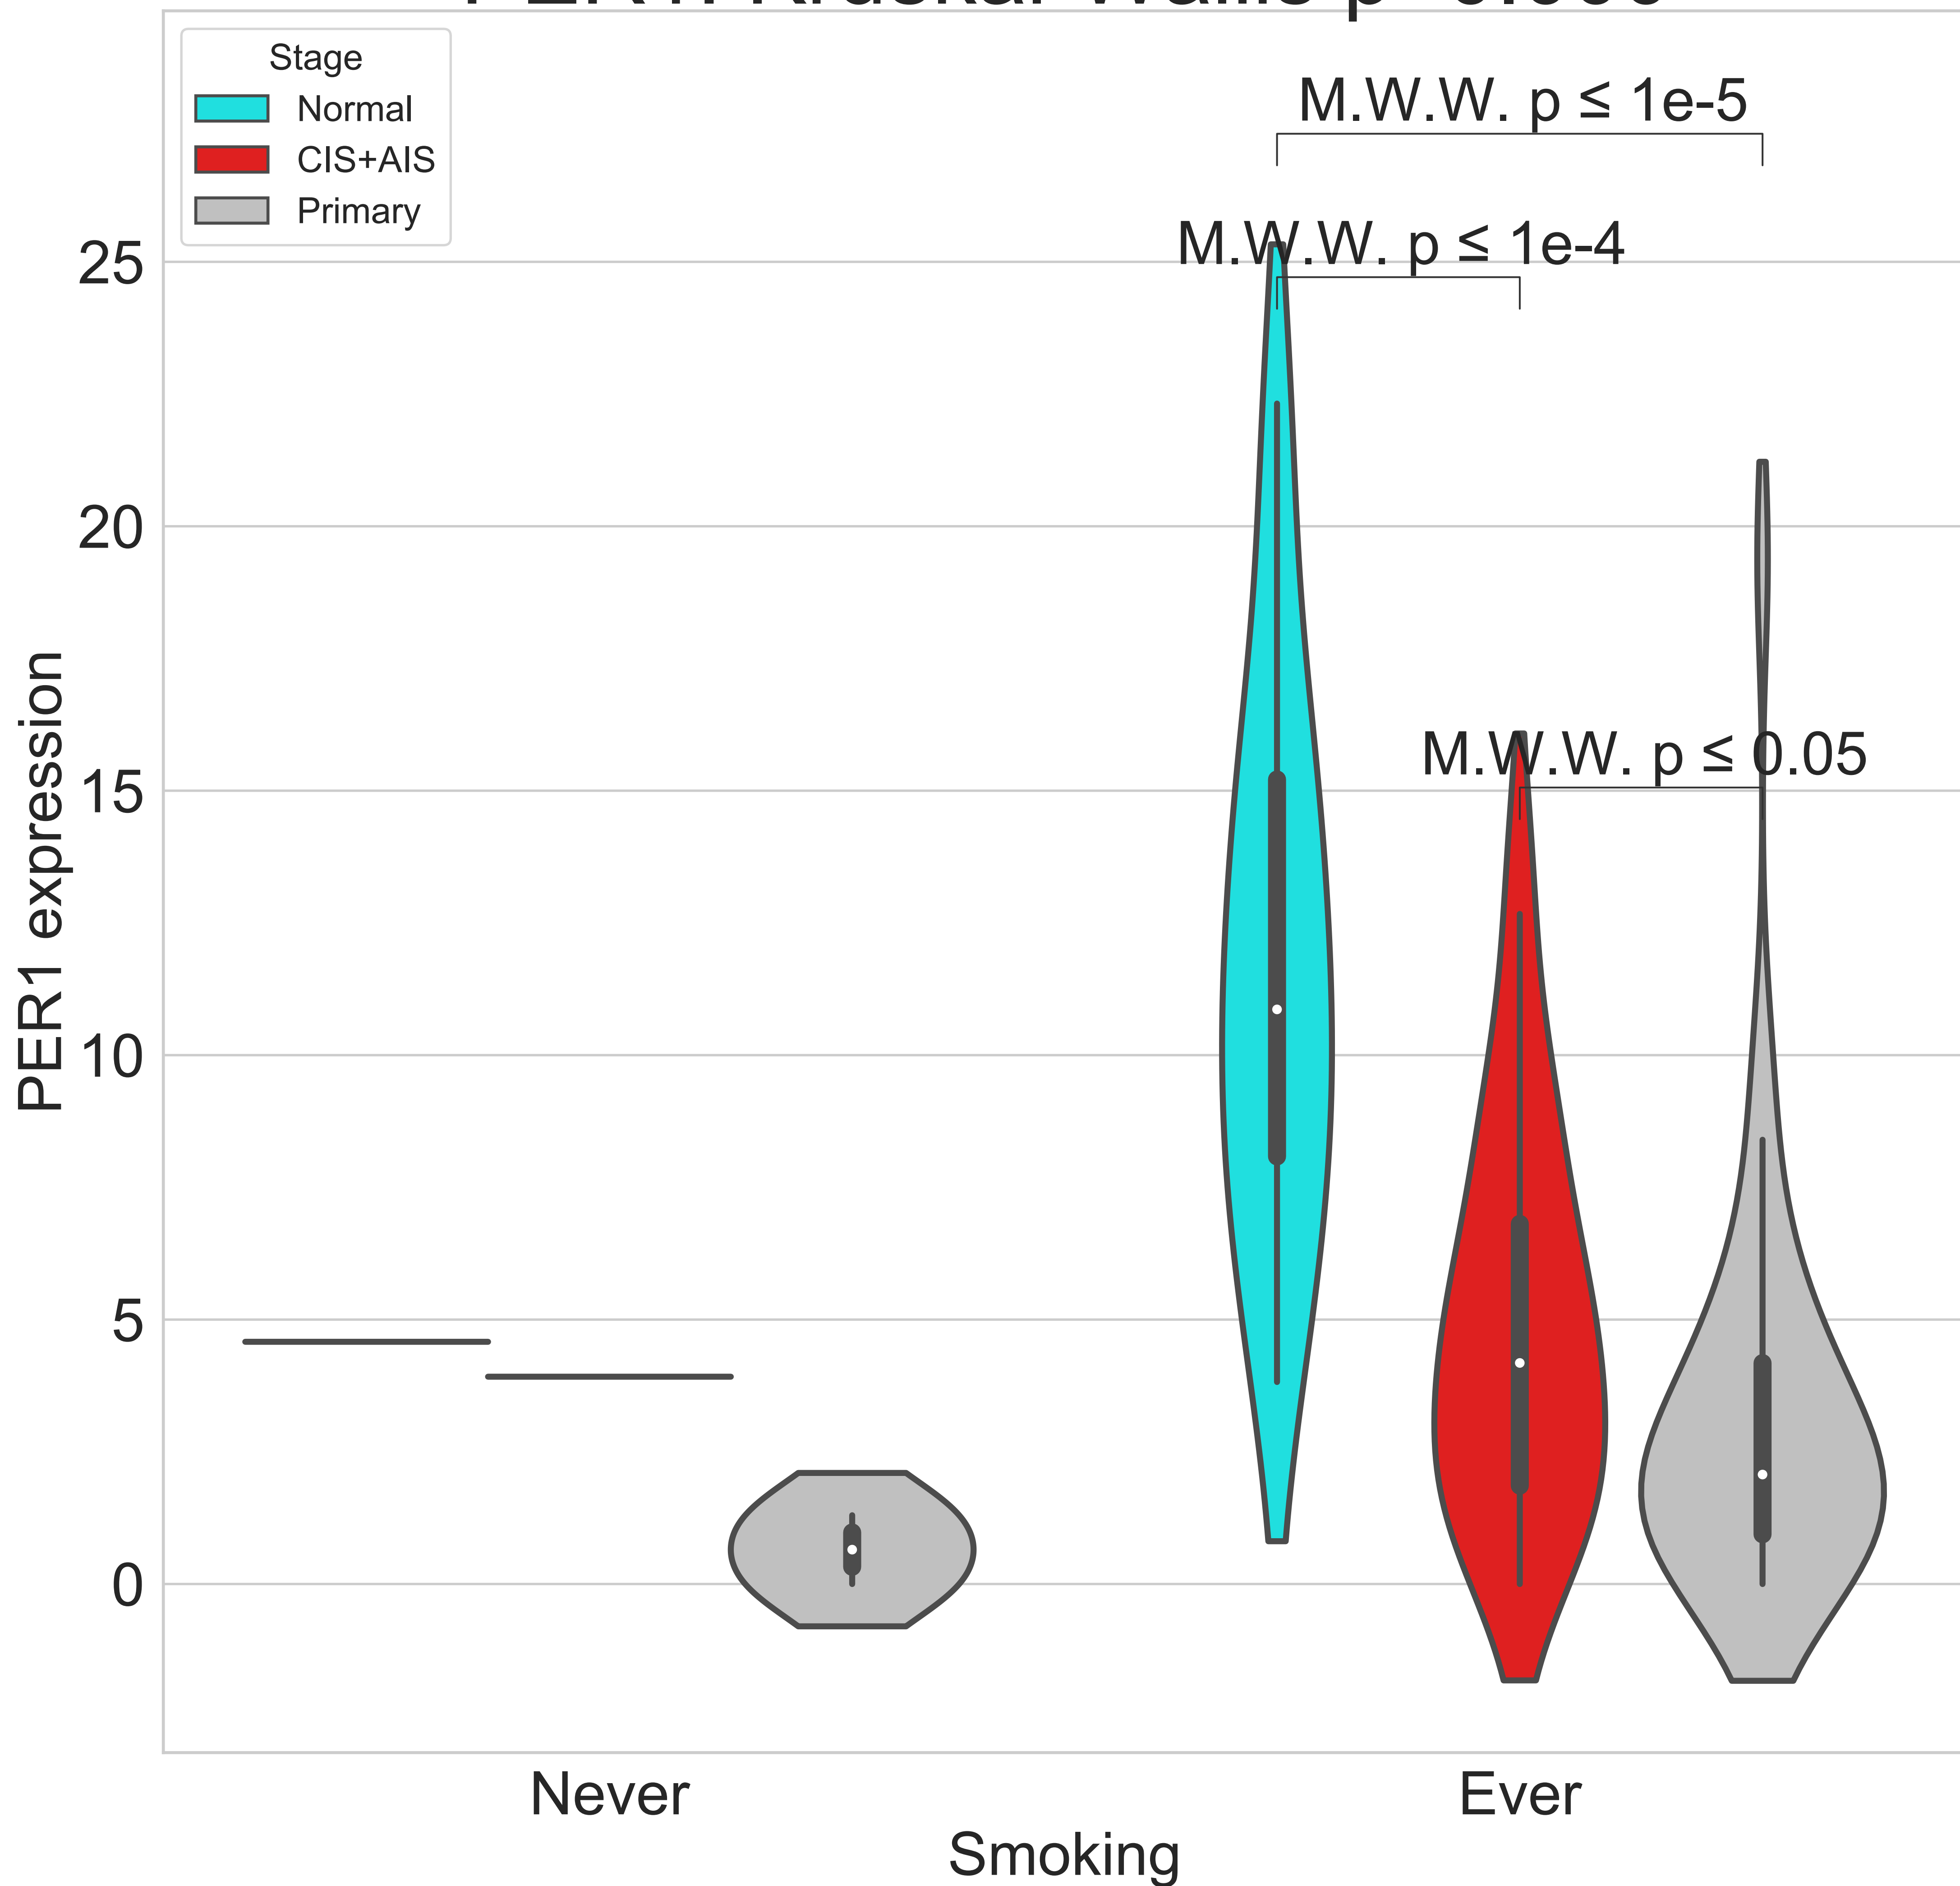 Stage
Normal
CIS+AIS
Primary
M.W.W. p ≤ 1e-5
M.W.W. p ≤ 1e-4
M.W.W. p ≤ 0.05
25
20
15
10
5
0
PER1 expression
Never
Ever
Smoking